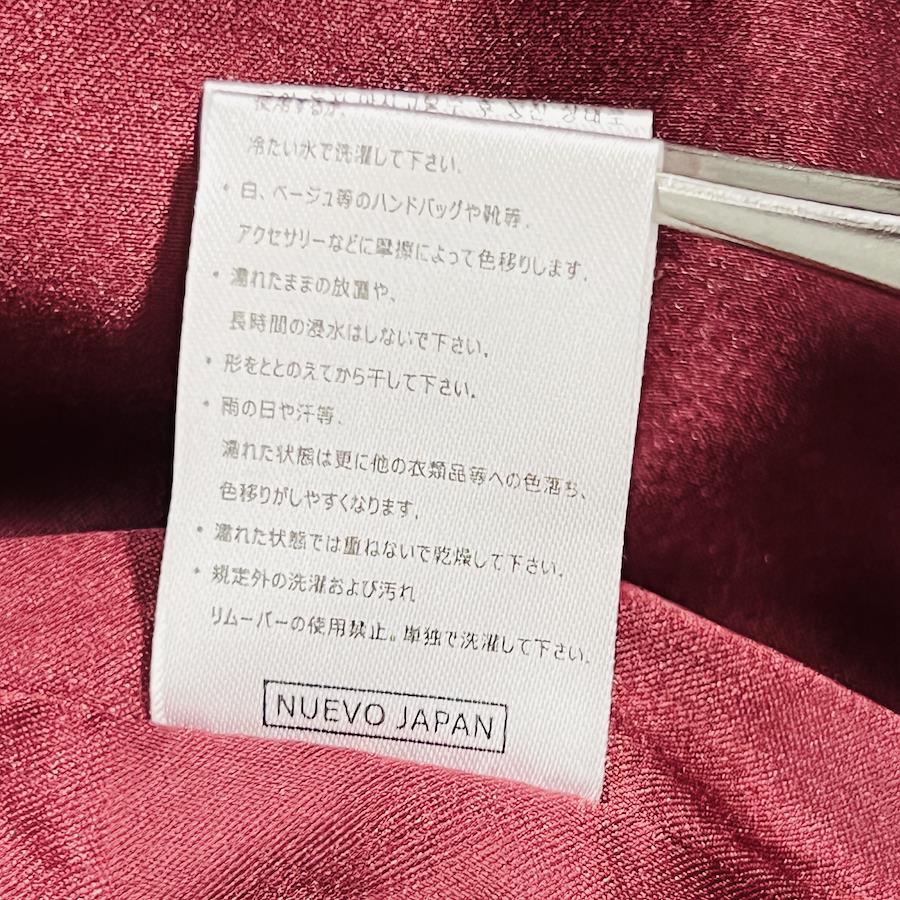 冷たい水で洗濯して下さい。
・白、ベージュ等のハンドバッグや靴等、
アクセサリーなどに摩擦によって色移りします。
・濡れたままの放置や、
長時間の浸水はしないで下さい。
・形をととのえてから干して下さい。
・雨の日や汗等、
濡れた状態は更に他の衣類品等への色落ち、
色移りがしやすくなります。
・濡れた状態では重ねないで乾燥して下さい。
・規定外の洗濯および汚れ
リムーバーの使用禁止。単独で洗濯して下さい。
NUEVO JAPAN